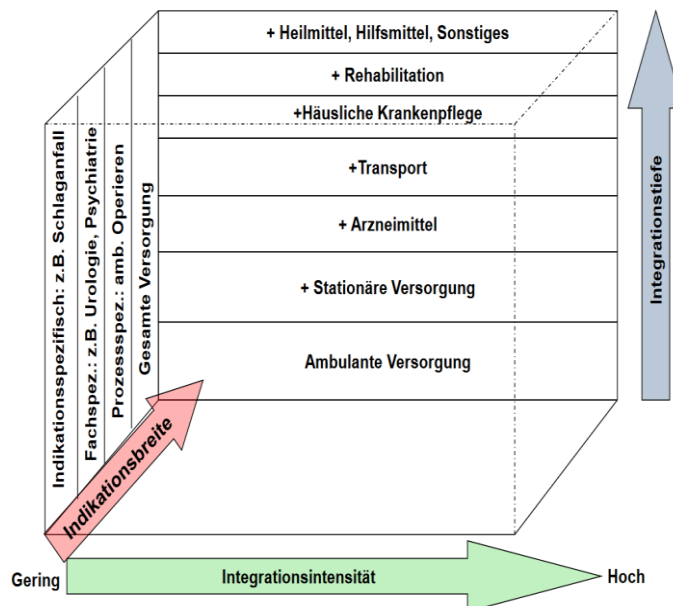 + Heilmittel, Hilfsmittel, Sonstiges
+ Rehabilitation
+Häusliche Krankenpflege
+Transport
+ Arzneimittel
+ Stationäre Versorgung
Ambulante Versorgung
Indikationsspezifisch: z.B. Schlaganfall
Fachspez.: z.B. Urologie, Psychiatrie
Prozessspez.: amb. Operieren
Gesamte Versorgung
Integrationstiefe
Indikationsbreite
Gering
Integrationsintensität
Hoch